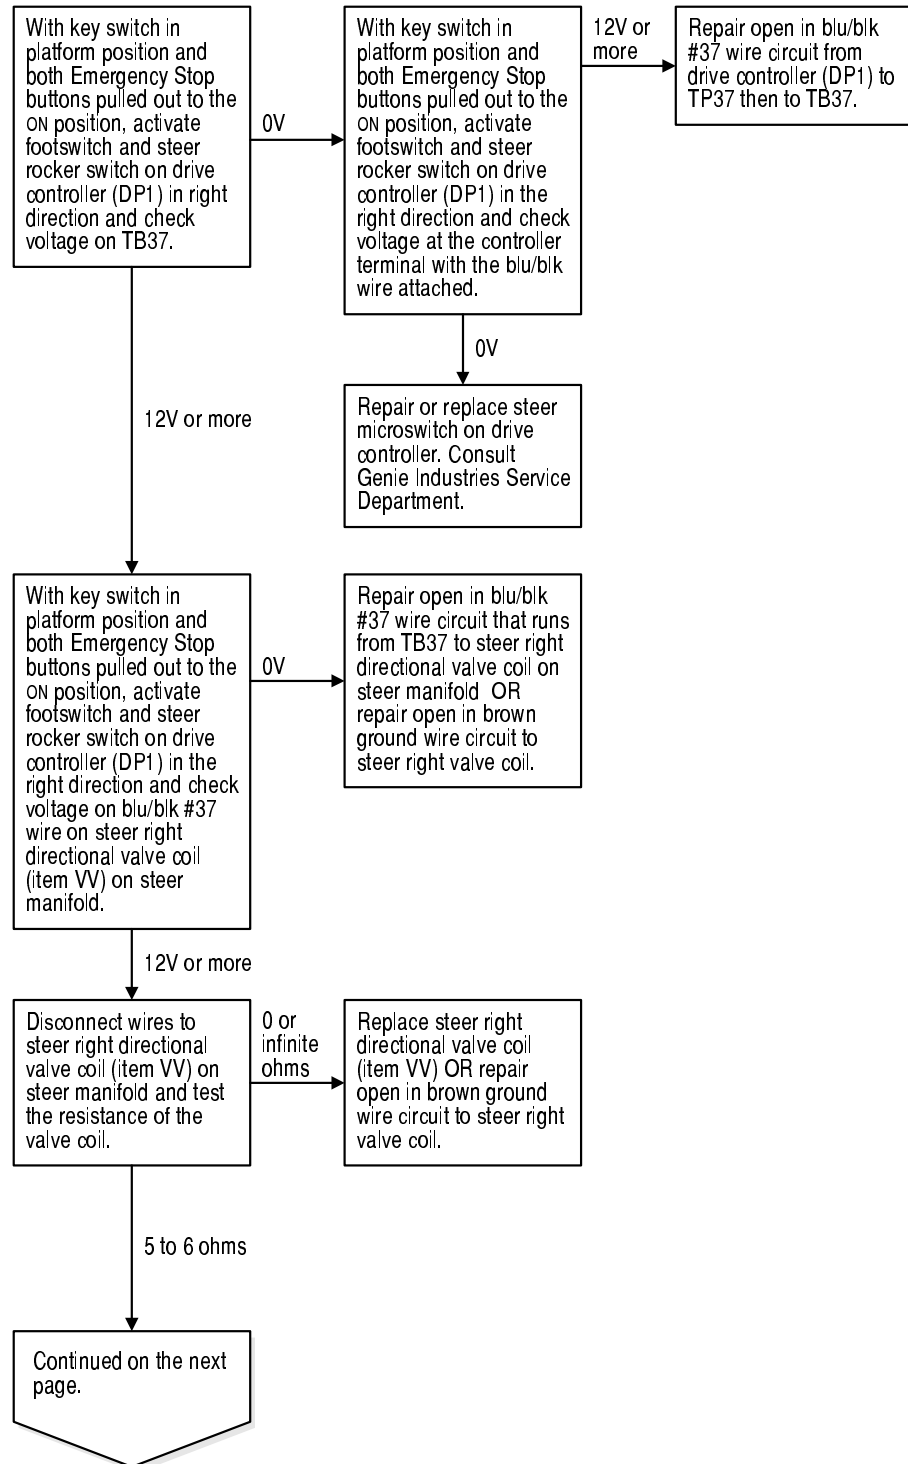 With key switch in
platform position and
both Emergency Stop
buttons pulled out to the
ON position, activate
footswitch and steer
rocker switch on drive
controller (DP1) in right
direction and check
voltage on TB37.
0V
With key switch in
platform position and
both Emergency Stop
buttons pulled out to the
ON position, activate
footswitch and steer
rocker switch on drive
controller (DP1) in the
right direction and check
voltage at the controller
terminal with the blu/blk
wire attached.
12V or
more
Repair open in blu/blk
#37 wire circuit from
drive controller (DP1) to
TP37 then to TB37.
0V
Repair or replace steer
microswitch on drive
controller. Consult
Genie Industries Service
Department.
12V or more
With key switch in
platform position and
both Emergency Stop
buttons pulled out to the
ON position, activate
footswitch and steer
rocker switch on drive
controller (DP1) in the
right direction and check
voltage on blu/blk #37
wire on steer right
directional valve coil
(item VV) on steer
manifold.
0V
Repair open in blu/blk
#37 wire circuit that runs
from TB37 to steer right
directional valve coil on
steer manifold OR
repair open in brown
ground wire circuit to
steer right valve coil.
12V or more
Disconnect wires to
steer right directional
valve coil (item VV) on
steer manifold and test
the resistance of the
valve coil.
0 or
infinite
ohms
Replace steer right
directional valve coil
(item VV) OR repair
open in brown ground
wire circuit to steer right
valve coil.
5 to 6 ohms
Continued on the next
page.